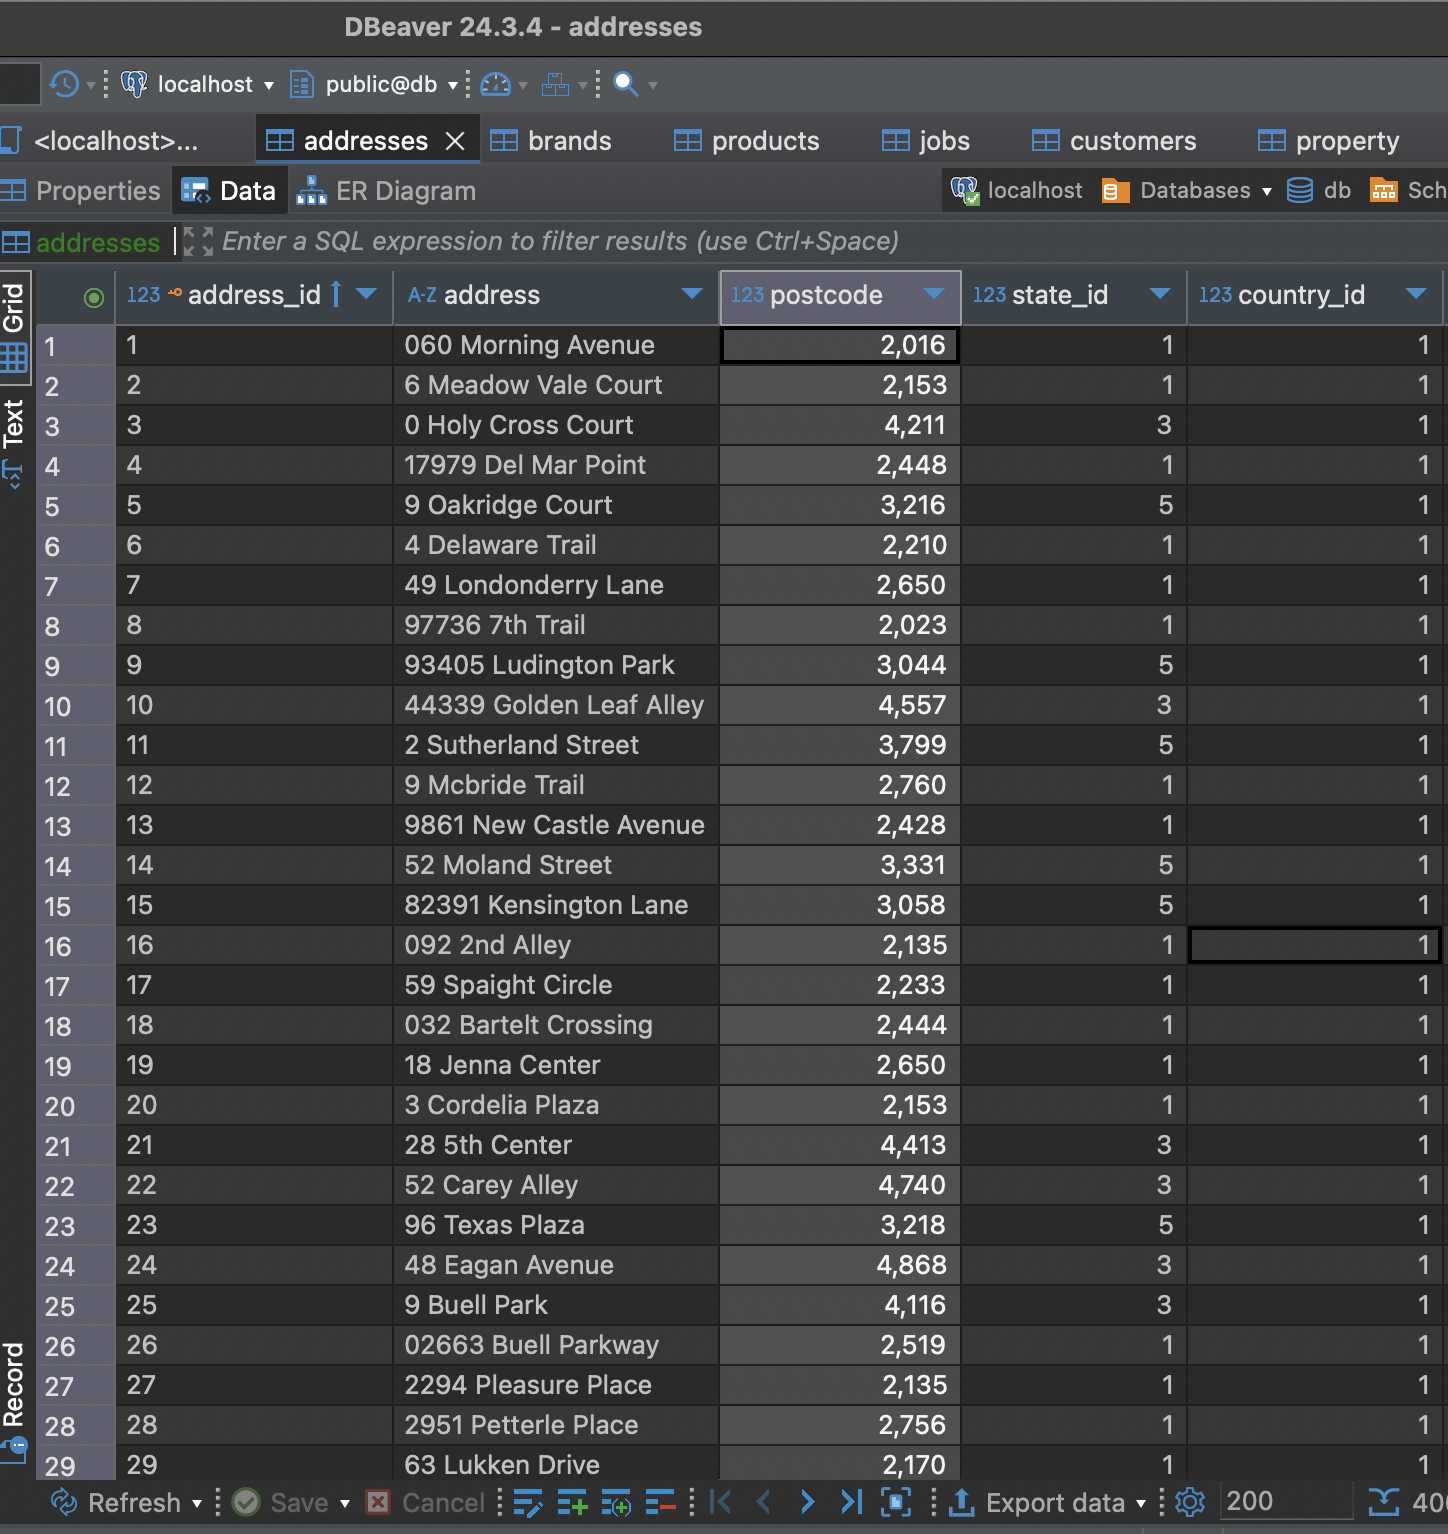 DBeaver 24.3.4 - addresses
localhost public@db
<localhost>... addresses brands products jobs customers property
Properties Data ER Diagram localhost Databases db Sch
addresses Enter a SQL expression to filter results (use Ctrl+Space)
Grid
Text
Record
123 address_id A-Z address 123 postcode 123 state_id 123 country_id
1 1 060 Morning Avenue 2,016 1 1
2 2 6 Meadow Vale Court 2,153 1 1
3 3 0 Holy Cross Court 4,211 3 1
4 4 17979 Del Mar Point 2,448 1 1
5 5 9 Oakridge Court 3,216 5 1
6 6 4 Delaware Trail 2,210 1 1
7 7 49 Londonderry Lane 2,650 1 1
8 8 97736 7th Trail 2,023 1 1
9 9 93405 Ludington Park 3,044 5 1
10 10 44339 Golden Leaf Alley 4,557 3 1
11 11 2 Sutherland Street 3,799 5 1
12 12 9 Mcbride Trail 2,760 1 1
13 13 9861 New Castle Avenue 2,428 1 1
14 14 52 Moland Street 3,331 5 1
15 15 82391 Kensington Lane 3,058 5 1
16 16 092 2nd Alley 2,135 1 1
17 17 59 Spaight Circle 2,233 1 1
18 18 032 Bartelt Crossing 2,444 1 1
19 19 18 Jenna Center 2,650 1 1
20 20 3 Cordelia Plaza 2,153 1 1
21 21 28 5th Center 4,413 3 1
22 22 52 Carey Alley 4,740 3 1
23 23 96 Texas Plaza 3,218 5 1
24 24 48 Eagan Avenue 4,868 3 1
25 25 9 Buell Park 4,116 3 1
26 26 02663 Buell Parkway 2,519 1 1
27 27 2294 Pleasure Place 2,135 1 1
28 28 2951 Petterle Place 2,756 1 1
29 29 63 Lukken Drive 2,170 1 1
Refresh Save Cancel Export data 200